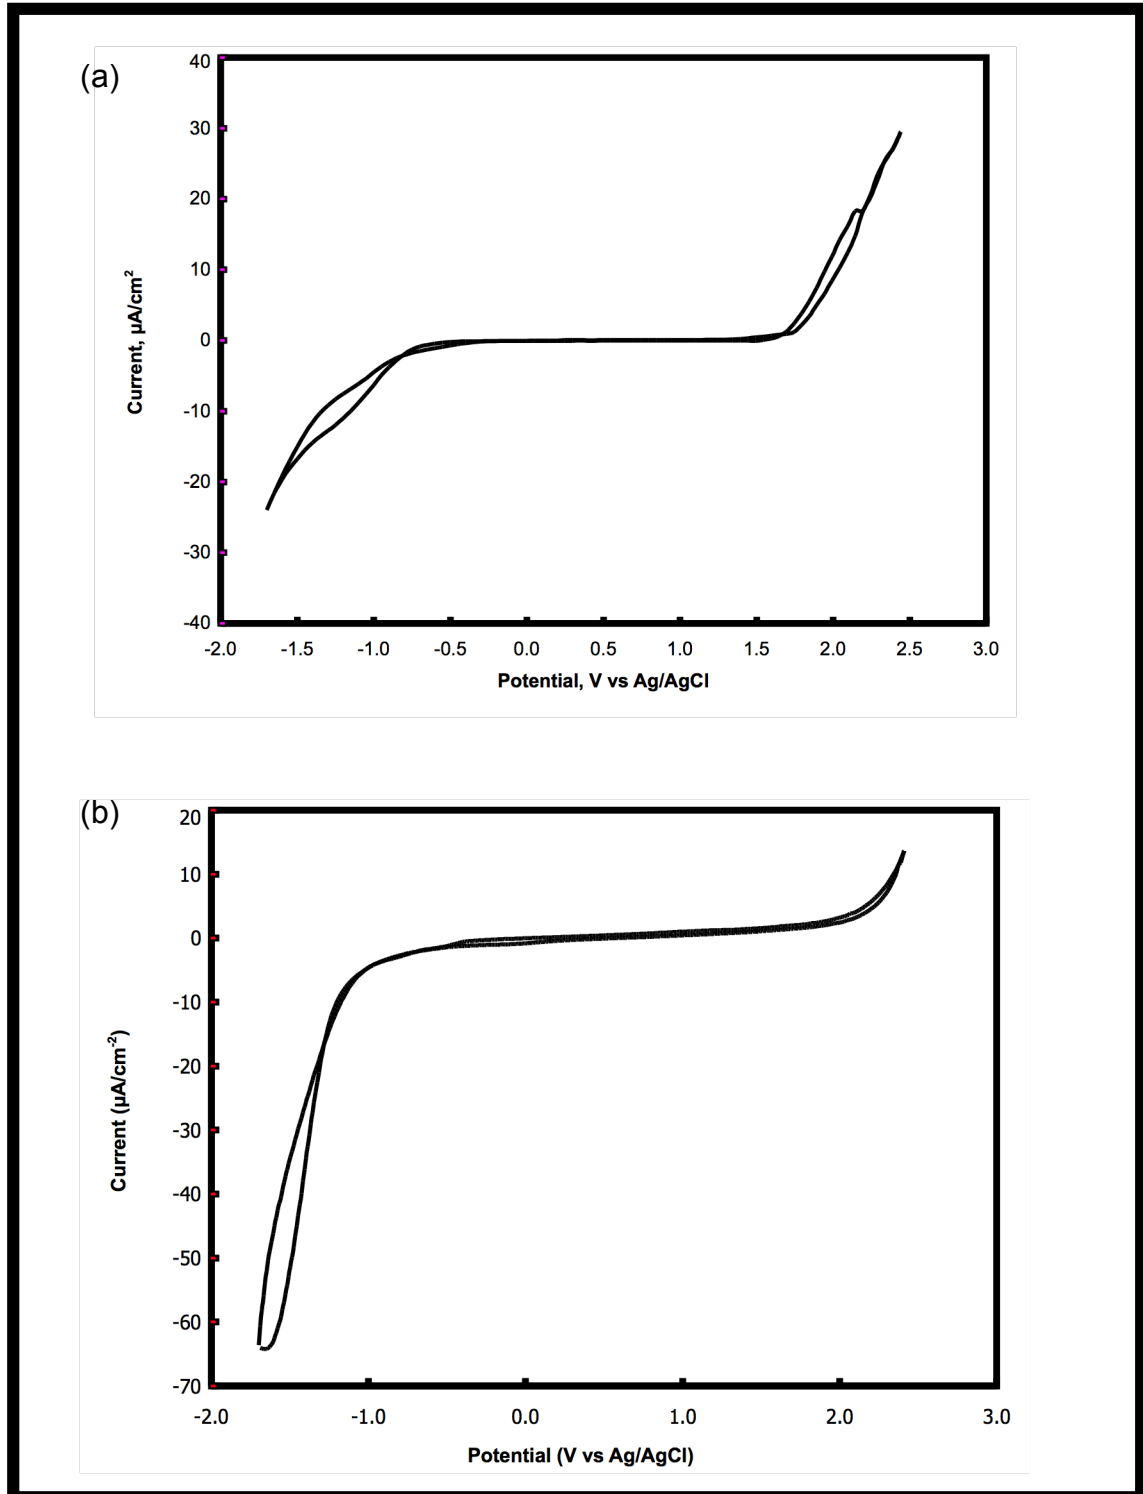 (a)
40
30
20
10
0
-10
-20
-30
-40
Current, µA/cm²
-2.0 -1.5 -1.0 -0.5 0.0 0.5 1.0 1.5 2.0 2.5 3.0
Potential, V vs Ag/AgCl
(b)
20
10
0
-10
-20
-30
-40
-50
-60
-70
Current (µA/cm⁻²)
-2.0 -1.0 0.0 1.0 2.0 3.0
Potential (V vs Ag/AgCl)